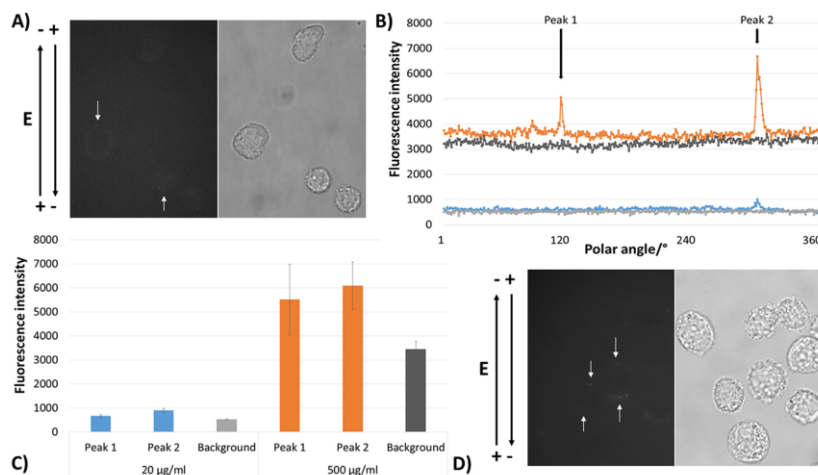 A)
- +
E
+ -
B)
Peak 1
Peak 2
Fluorescence intensity
8000
7000
6000
5000
4000
3000
2000
1000
0
1
120
240
360
Polar angle/°
C)
Fluorescence intensity
8000
7000
6000
5000
4000
3000
2000
1000
0
Peak 1
Peak 2
Background
Peak 1
Peak 2
Background
20 µg/ml
500 µg/ml
D)
- +
E
+ -